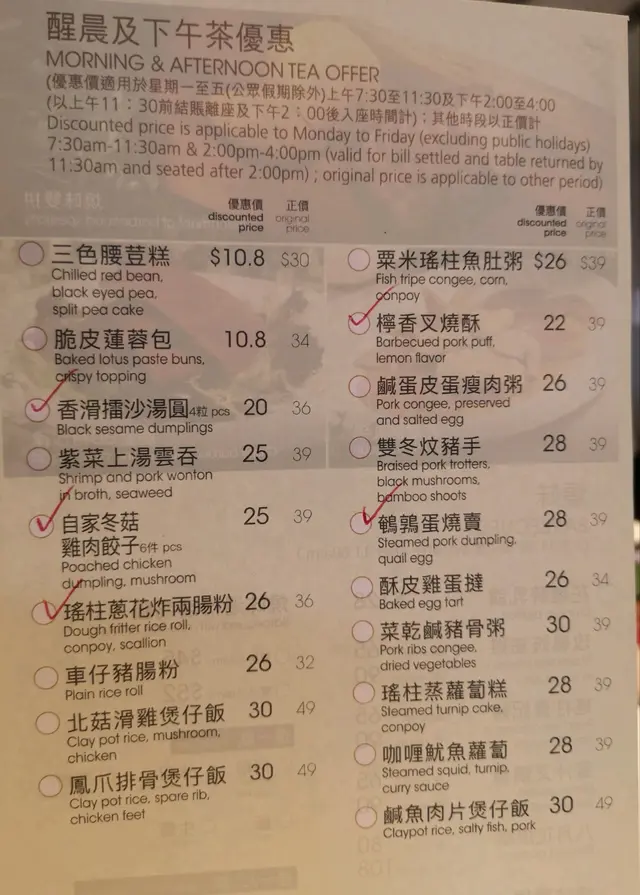 醒晨及下午茶優惠
MORNING & AFTERNOON TEA OFFER
(優惠價適用於星期一至五(公眾假期除外)上午7:30至11:30及下午2:00至4:00
(以上午11：30前結賬離座及下午2：00後入座時間計)；其他時段以正價計
Discounted price is applicable to Monday to Friday (excluding public holidays)
7:30am-11:30am & 2:00pm-4:00pm (valid for bill settled and table returned by
11:30am and seated after 2:00pm) ; original price is applicable to other period)
優惠價 正價
discounted original
price price
三色腰荳糕 $10.8 $30
Chilled red bean,
black eyed pea,
split pea cake
脆皮蓮蓉包 10.8 34
Baked lotus paste buns,
crispy topping
香滑擂沙湯圓4粒 pcs 20 36
Black sesame dumplings
紫菜上湯雲吞 25 39
Shrimp and pork wonton
in broth, seaweed
自家冬菇 25 39
雞肉餃子6件 pcs
Poached chicken
dumpling, mushroom
瑤柱蔥花炸兩腸粉 26 36
Dough fritter rice roll,
conpoy, scallion
車仔豬腸粉 26 32
Plain rice roll
北菇滑雞煲仔飯 30 49
Clay pot rice, mushroom,
chicken
鳳爪排骨煲仔飯 30 49
Clay pot rice, spare rib,
chicken feet
優惠價 正價
discounted original
price price
粟米瑤柱魚肚粥 $26 $39
Fish tripe congee, corn,
conpoy
檸香叉燒酥 22 39
Barbecued pork puff,
lemon flavor
鹹蛋皮蛋瘦肉粥 26 39
Pork congee, preserved
and salted egg
雙冬炆豬手 28 39
Braised pork trotters,
black mushrooms,
bamboo shoots
鵪鶉蛋燒賣 28 39
Steamed pork dumpling,
quail egg
酥皮雞蛋撻 26 34
Baked egg tart
菜乾鹹豬骨粥 30 39
Pork ribs congee,
dried vegetables
瑤柱蒸蘿蔔糕 28 39
Steamed turnip cake,
conpoy
咖喱魷魚蘿蔔 28 39
Steamed squid, turnip,
curry sauce
鹹魚肉片煲仔飯 30 49
Claypot rice, salty fish, pork